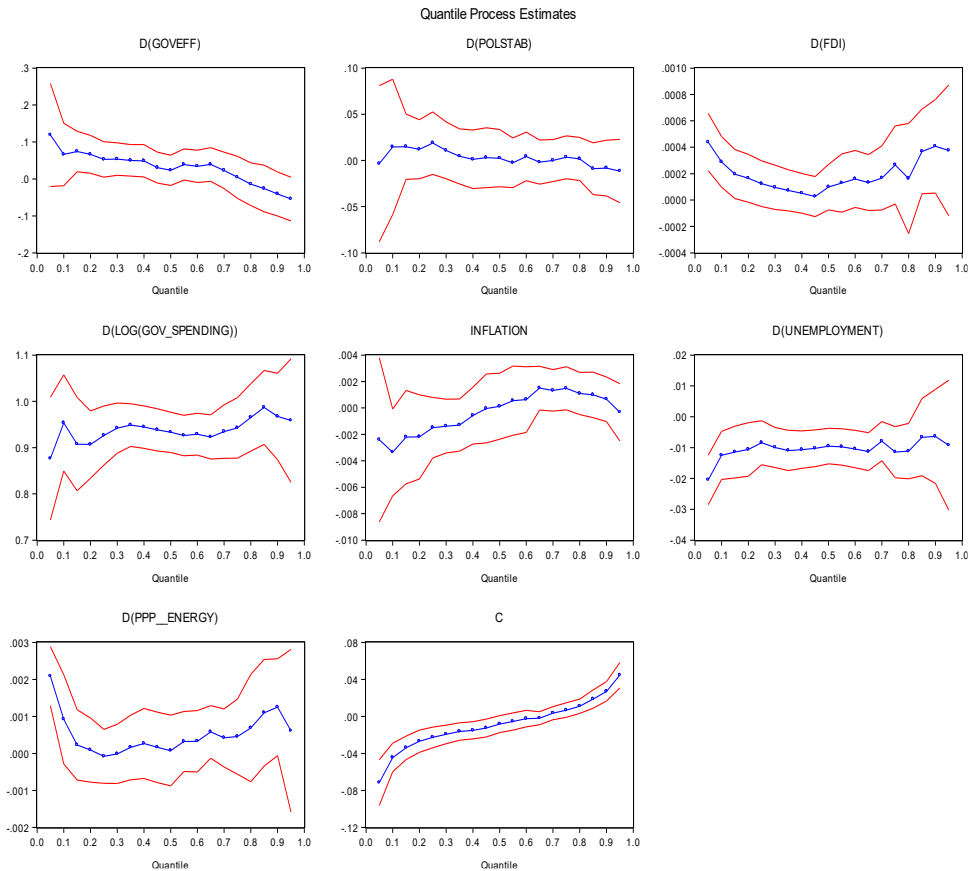 Quantile Process Estimates
D(GOVEFF)
.3
.2
.1
.0
-.1
-.2
0.0 0.1 0.2 0.3 0.4 0.5 0.6 0.7 0.8 0.9 1.0
Quantile
D(POLSTAB)
.10
.05
.00
-.05
-.10
0.0 0.1 0.2 0.3 0.4 0.5 0.6 0.7 0.8 0.9 1.0
Quantile
D(FDI)
.0010
.0008
.0006
.0004
.0002
.0000
-.0002
-.0004
0.0 0.1 0.2 0.3 0.4 0.5 0.6 0.7 0.8 0.9 1.0
Quantile
D(LOG(GOV_SPENDING))
1.1
1.0
0.9
0.8
0.7
0.0 0.1 0.2 0.3 0.4 0.5 0.6 0.7 0.8 0.9 1.0
Quantile
INFLATION
.004
.002
.000
-.002
-.004
-.006
-.008
-.010
0.0 0.1 0.2 0.3 0.4 0.5 0.6 0.7 0.8 0.9 1.0
Quantile
D(UNEMPLOYMENT)
.02
.01
.00
-.01
-.02
-.03
-.04
0.0 0.1 0.2 0.3 0.4 0.5 0.6 0.7 0.8 0.9 1.0
Quantile
D(PPP__ENERGY)
.003
.002
.001
.000
-.001
-.002
0.0 0.1 0.2 0.3 0.4 0.5 0.6 0.7 0.8 0.9 1.0
Quantile
C
.08
.04
.00
-.04
-.08
-.12
0.0 0.1 0.2 0.3 0.4 0.5 0.6 0.7 0.8 0.9 1.0
Quantile